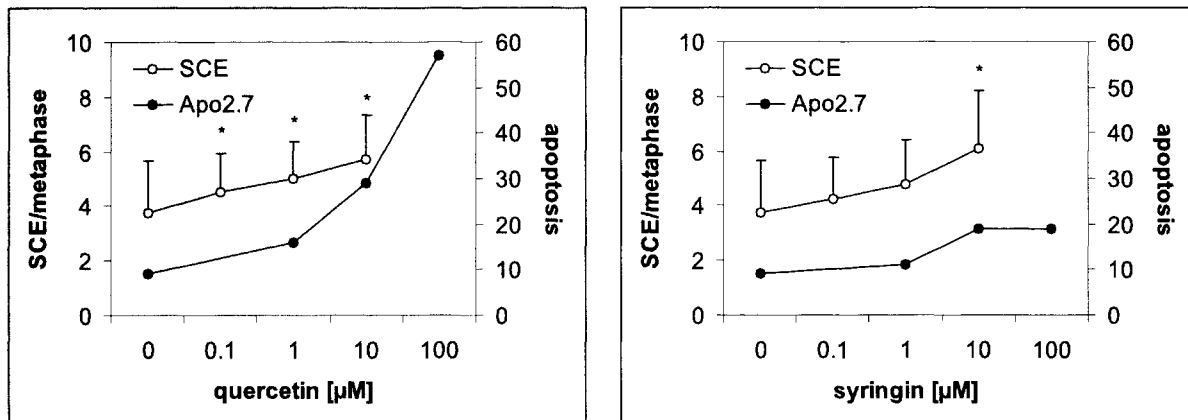 10 60
SCE
8 50
Apo2.7
* * * 40
6
30
4
20
2
10
0 0
SCE/metaphase
apoptosis
0 0.1 1 10 100
quercetin [µM]
10 60
SCE *
8 50
Apo2.7
40
6
30
4
20
2
10
0 0
SCE/metaphase
apoptosis
0 0.1 1 10 100
syringin [µM]